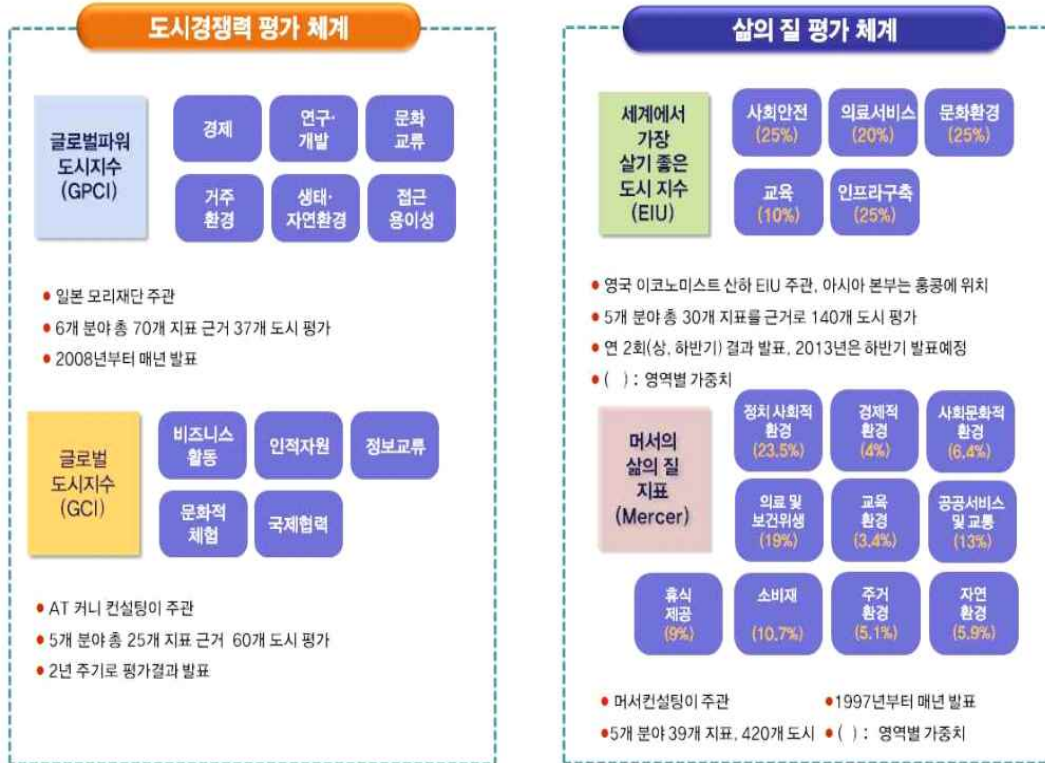 도시경쟁력 평가 체계
글로벌파워
도시지수
(GPCI)
경제
연구·
개발
문화
교류
거주
환경
생태·
자연환경
접근
용이성
• 일본 모리재단 주관
• 6개 분야 총 70개 지표 근거 37개 도시 평가
• 2008년부터 매년 발표
글로벌
도시지수
(GCI)
비즈니스
활동
인적자원
정보교류
문화적
체험
국제협력
• AT 커니 컨설팅이 주관
• 5개 분야 총 25개 지표 근거 60개 도시 평가
• 2년 주기로 평가결과 발표
삶의 질 평가 체계
세계에서
가장
살기 좋은
도시 지수
(EIU)
사회안전
(25%)
의료서비스
(20%)
문화환경
(25%)
교육
(10%)
인프라구축
(25%)
• 영국 이코노미스트 산하 EIU 주관, 아시아 본부는 홍콩에 위치
• 5개 분야 총 30개 지표를 근거로 140개 도시 평가
• 연 2회(상, 하반기) 결과 발표, 2013년은 하반기 발표예정
• ( ) : 영역별 가중치
머서의
삶의 질
지표
(Mercer)
정치 사회적
환경
(23.5%)
경제적
환경
(4%)
사회문화적
환경
(6.4%)
의료 및
보건위생
(19%)
교육
환경
(3.4%)
공공서비스
및 교통
(13%)
휴식
제공
(9%)
소비재
(10.7%)
주거
환경
(5.1%)
자연
환경
(5.9%)
• 머서컨설팅이 주관 • 1997년부터 매년 발표
• 5개 분야 39개 지표, 420개 도시 • ( ) : 영역별 가중치